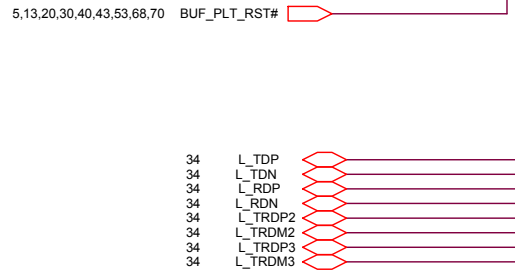 5,13,20,30,40,43,53,68,70 BUF_PLT_RST#
34 L_TDP
34 L_TDN
34 L_RDP
34 L_RDN
34 L_TRDP2
34 L_TRDM2
34 L_TRDP3
34 L_TRDM3